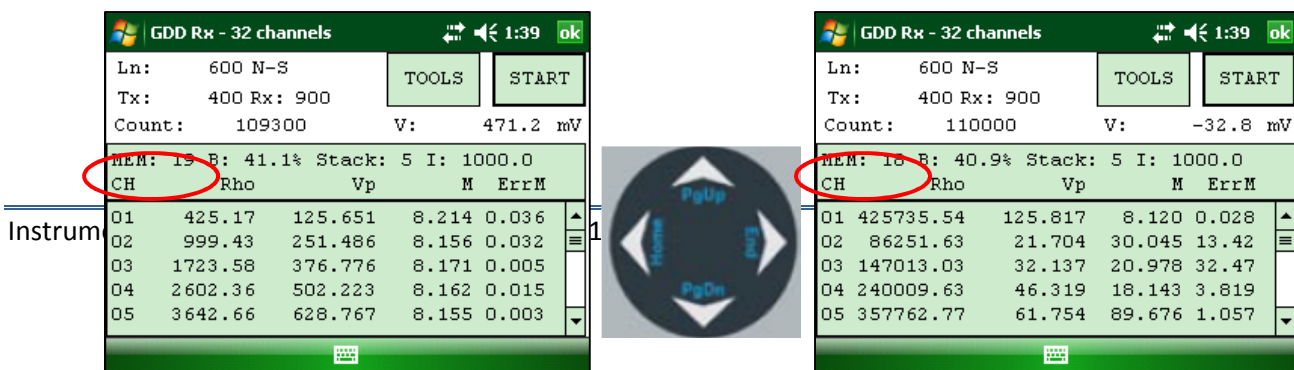 GDD Rx - 32 channels 1:39 ok
Ln: 600 N-S TOOLS START
Tx: 400 Rx: 900
Count: 109300 V: 471.2 mV
MEM: 19 B: 41.1% Stack: 5 I: 1000.0
CH Rho Vp M ErrM
01 425.17 125.651 8.214 0.036
02 999.43 251.486 8.156 0.032
03 1723.58 376.776 8.171 0.005
04 2602.36 502.223 8.162 0.015
05 3642.66 628.767 8.155 0.003
Instrum
1
PgUp
Home
End
PgDn
GDD Rx - 32 channels 1:39 ok
Ln: 600 N-S TOOLS START
Tx: 400 Rx: 900
Count: 110000 V: -32.8 mV
MEM: 18 B: 40.9% Stack: 5 I: 1000.0
CH Rho Vp M ErrM
01 425735.54 125.817 8.120 0.028
02 86251.63 21.704 30.045 13.42
03 147013.03 32.137 20.978 32.47
04 240009.63 46.319 18.143 3.819
05 357762.77 61.754 89.676 1.057